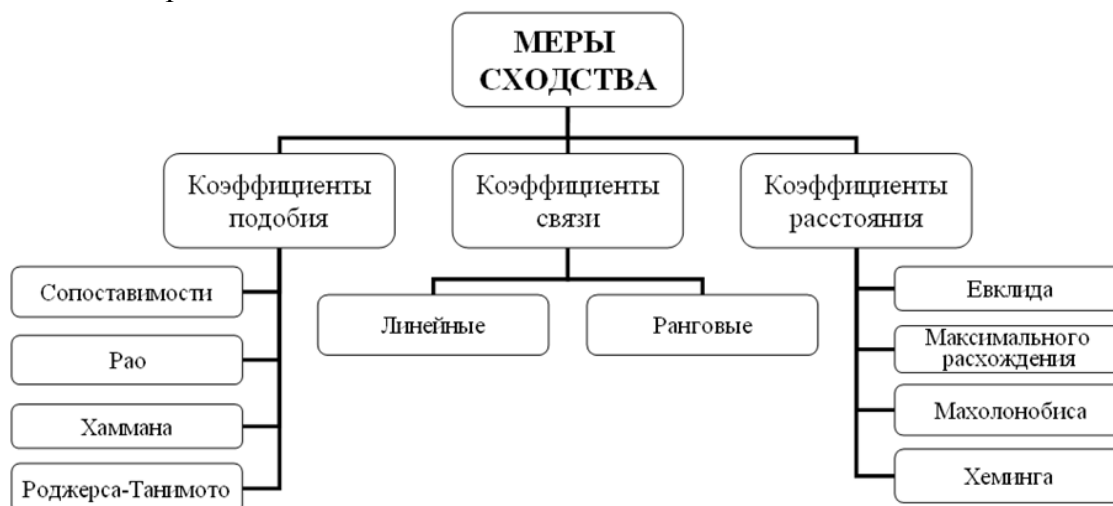 МЕРЫ
СХОДСТВА
Коэффициенты
подобия
Коэффициенты
связи
Коэффициенты
расстояния
Сопоставимости
Рао
Хаммана
Роджерса-Танимото
Линейные
Ранговые
Евклида
Максимального
расхождения
Махолонобиса
Хеминга